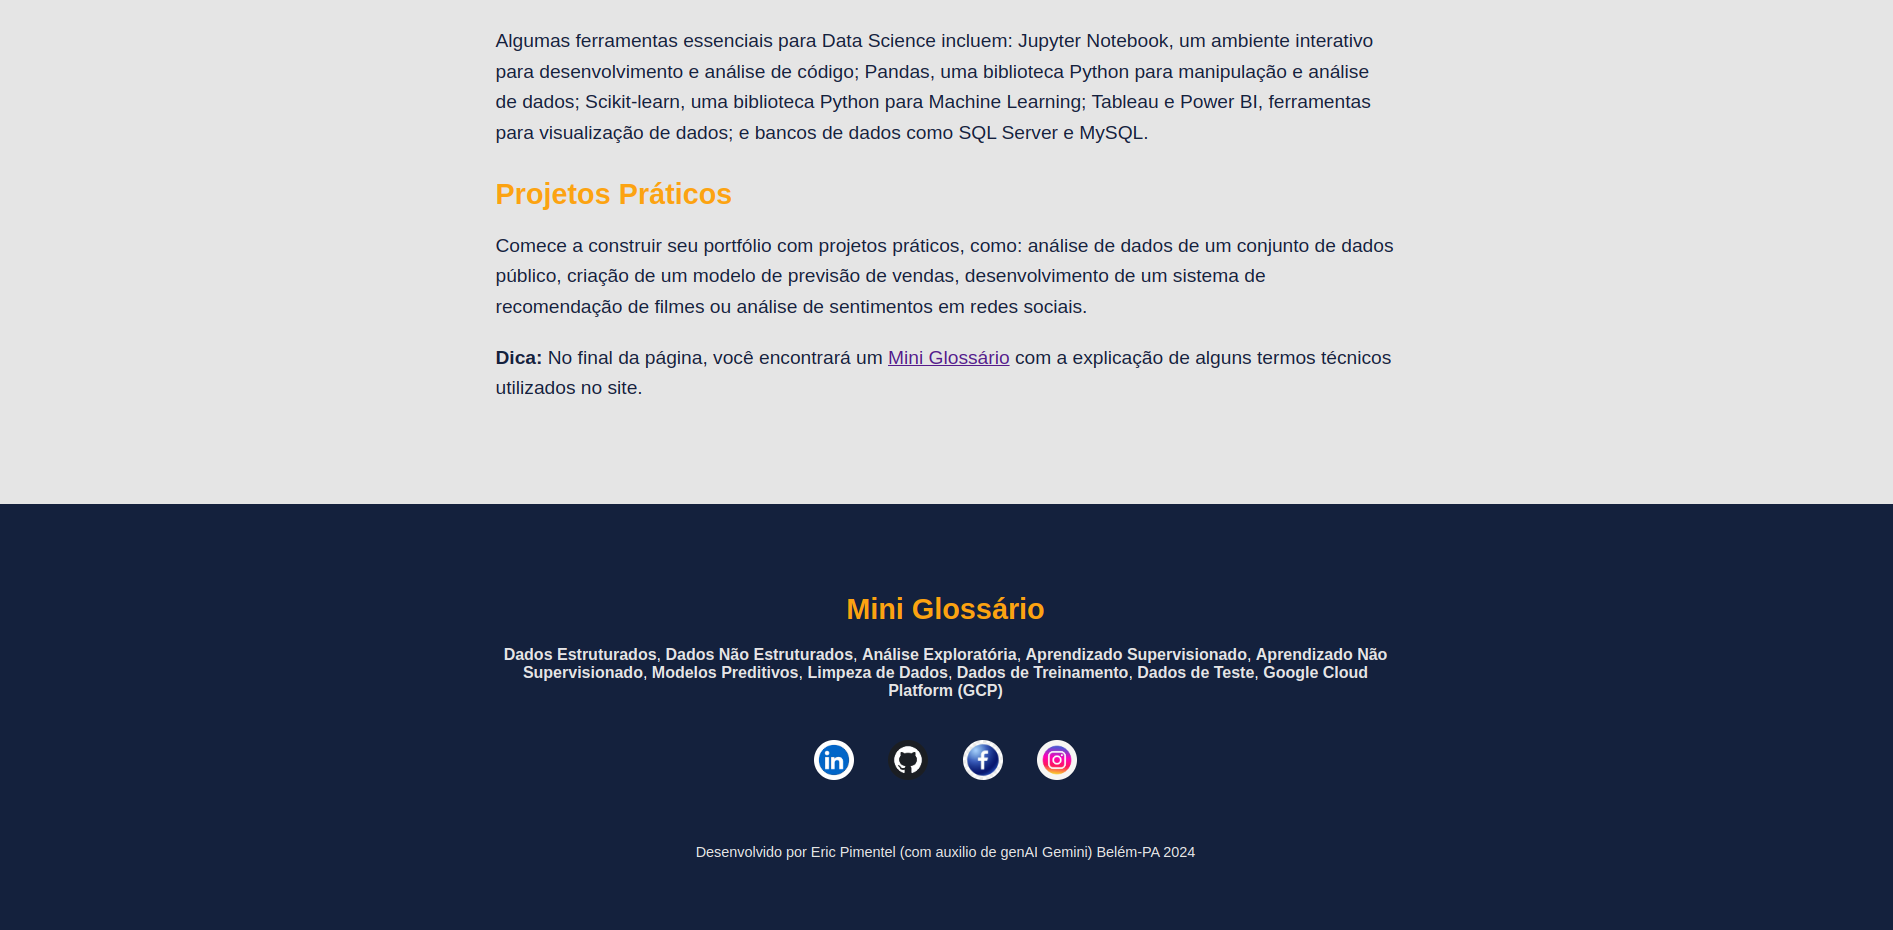 Algumas ferramentas essenciais para Data Science incluem: Jupyter Notebook, um ambiente interativo
para desenvolvimento e análise de código; Pandas, uma biblioteca Python para manipulação e análise
de dados; Scikit-learn, uma biblioteca Python para Machine Learning; Tableau e Power BI, ferramentas
para visualização de dados; e bancos de dados como SQL Server e MySQL.
Projetos Práticos
Comece a construir seu portfólio com projetos práticos, como: análise de dados de um conjunto de dados
público, criação de um modelo de previsão de vendas, desenvolvimento de um sistema de
recomendação de filmes ou análise de sentimentos em redes sociais.
Dica: No final da página, você encontrará um Mini Glossário com a explicação de alguns termos técnicos
utilizados no site.
Mini Glossário
Dados Estruturados, Dados Não Estruturados, Análise Exploratória, Aprendizado Supervisionado, Aprendizado Não
Supervisionado, Modelos Preditivos, Limpeza de Dados, Dados de Treinamento, Dados de Teste, Google Cloud
Platform (GCP)
in f
Desenvolvido por Eric Pimentel (com auxilio de genAI Gemini) Belém-PA 2024